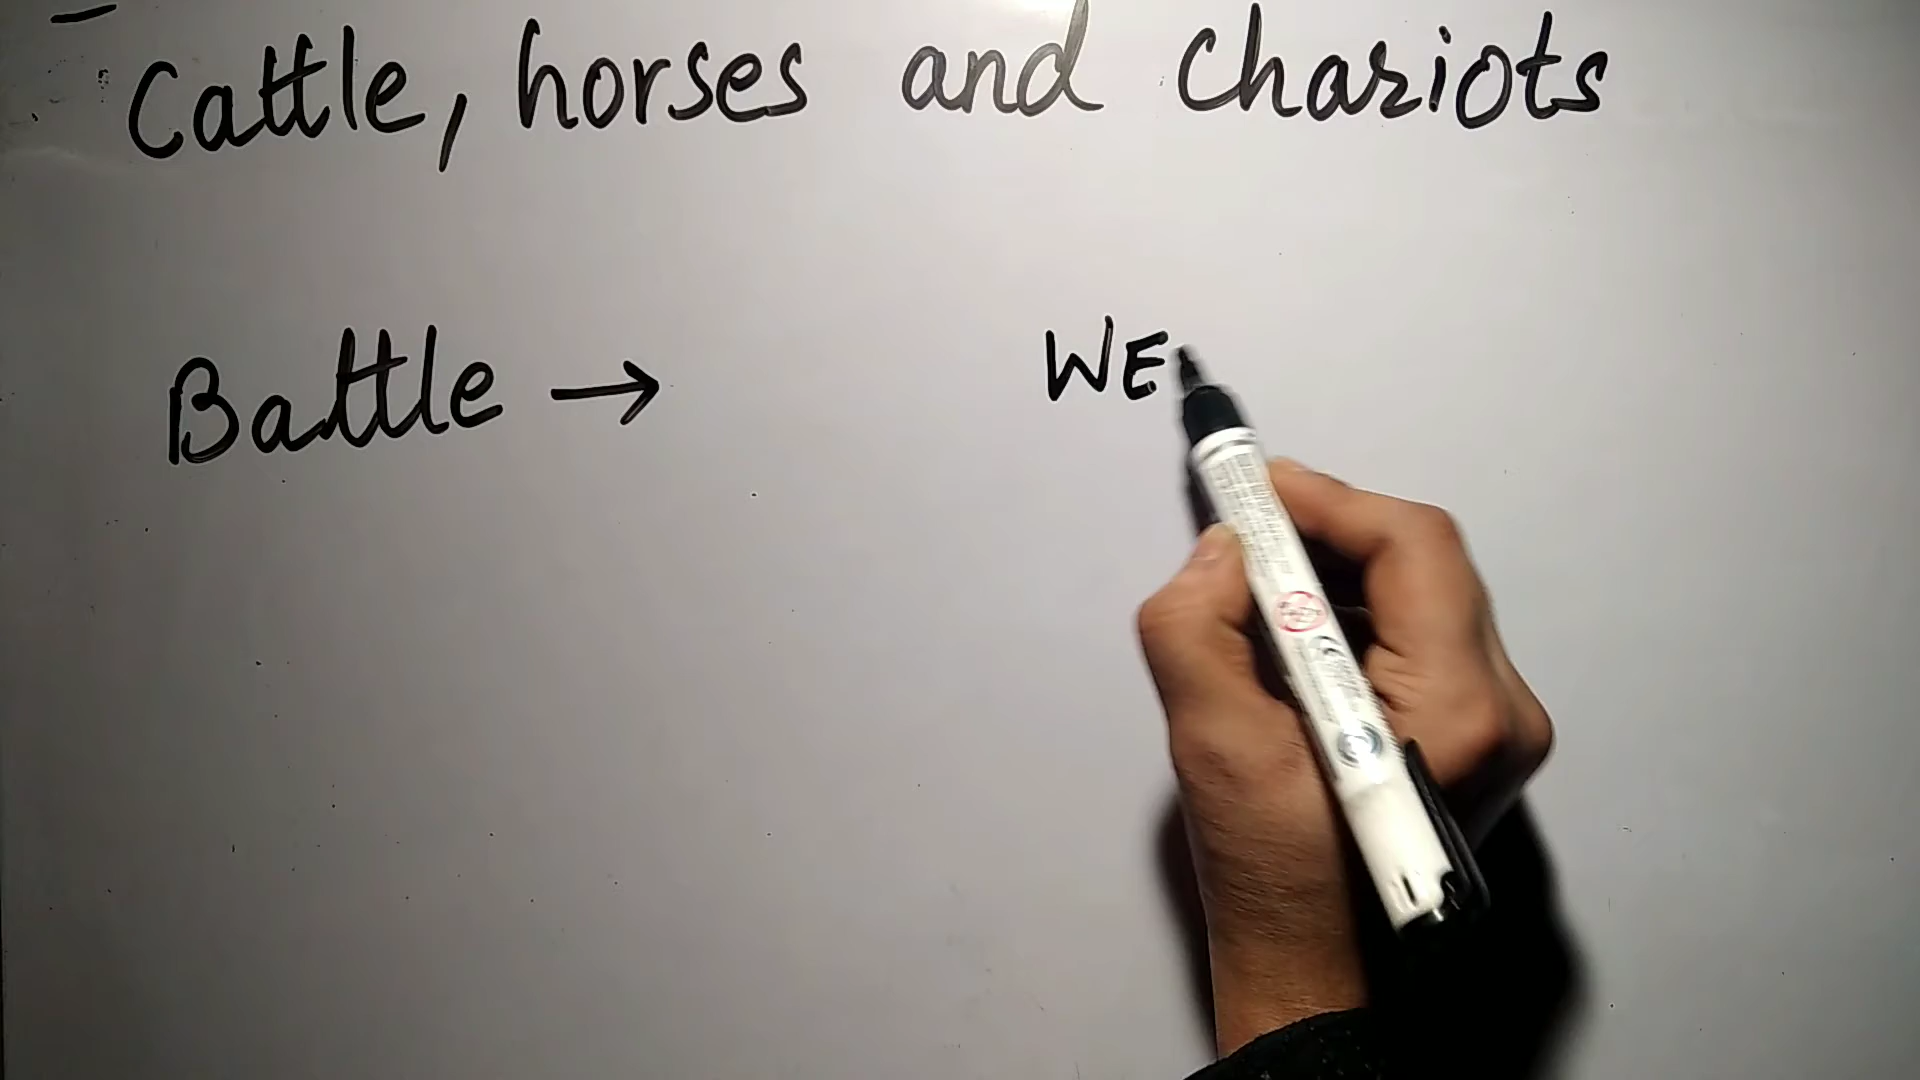 Cattle, horses and Chariots
Battle → WE